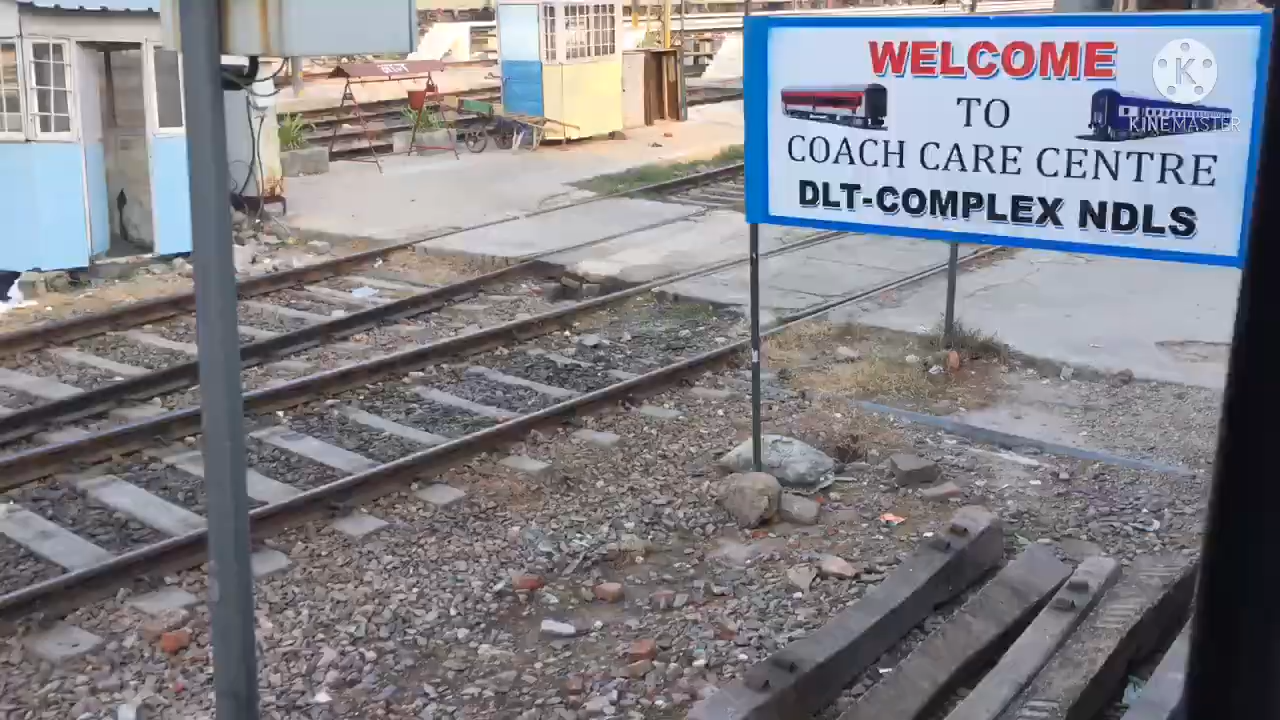 WELCOME
TO
COACH CARE CENTRE
DLT-COMPLEX NDLS
K
KINEMASTER